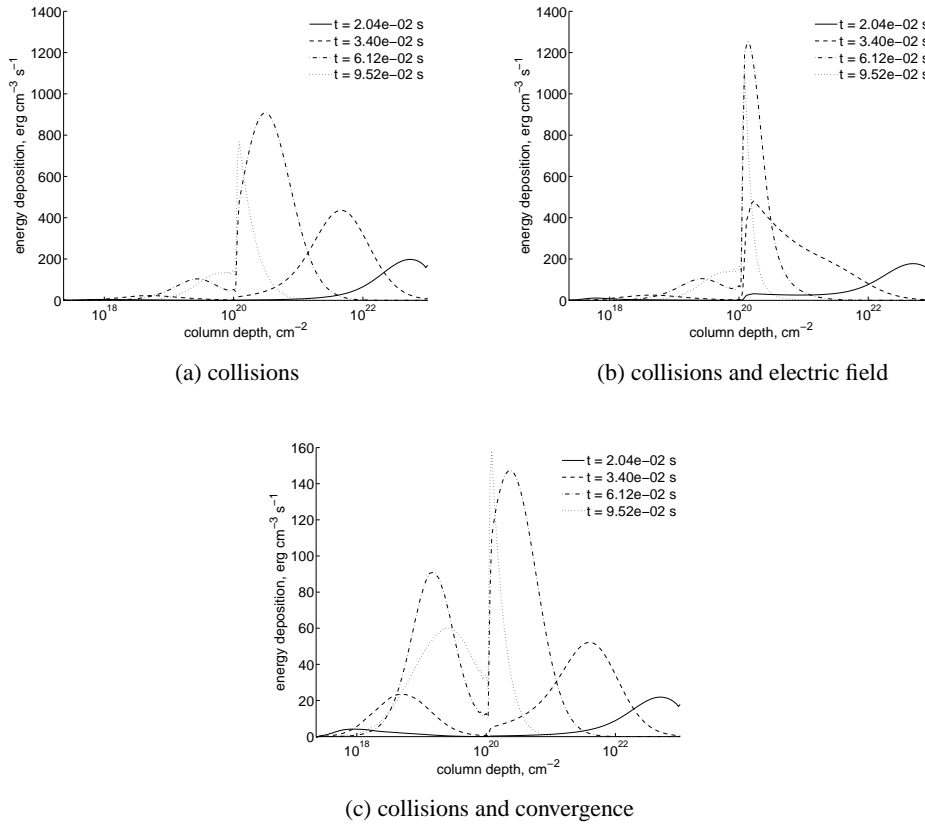 1400
1200
1000
800
600
400
200
0
energy deposition, erg cm⁻³ s⁻¹
10¹⁸
10²⁰
10²²
column depth, cm⁻²
t = 2.04e−02 s
t = 3.40e−02 s
t = 6.12e−02 s
t = 9.52e−02 s
(a) collisions
1400
1200
1000
800
600
400
200
0
energy deposition, erg cm⁻³ s⁻¹
10¹⁸
10²⁰
10²²
column depth, cm⁻²
t = 2.04e−02
t = 3.40e−02
t = 6.12e−02
t = 9.52e−02
(b) collisions and electric field
160
140
120
100
80
60
40
20
0
energy deposition, erg cm⁻³ s⁻¹
10¹⁸
10²⁰
10²²
column depth, cm⁻²
t = 2.04e−02 s
t = 3.40e−02 s
t = 6.12e−02 s
t = 9.52e−02 s
(c) collisions and convergence